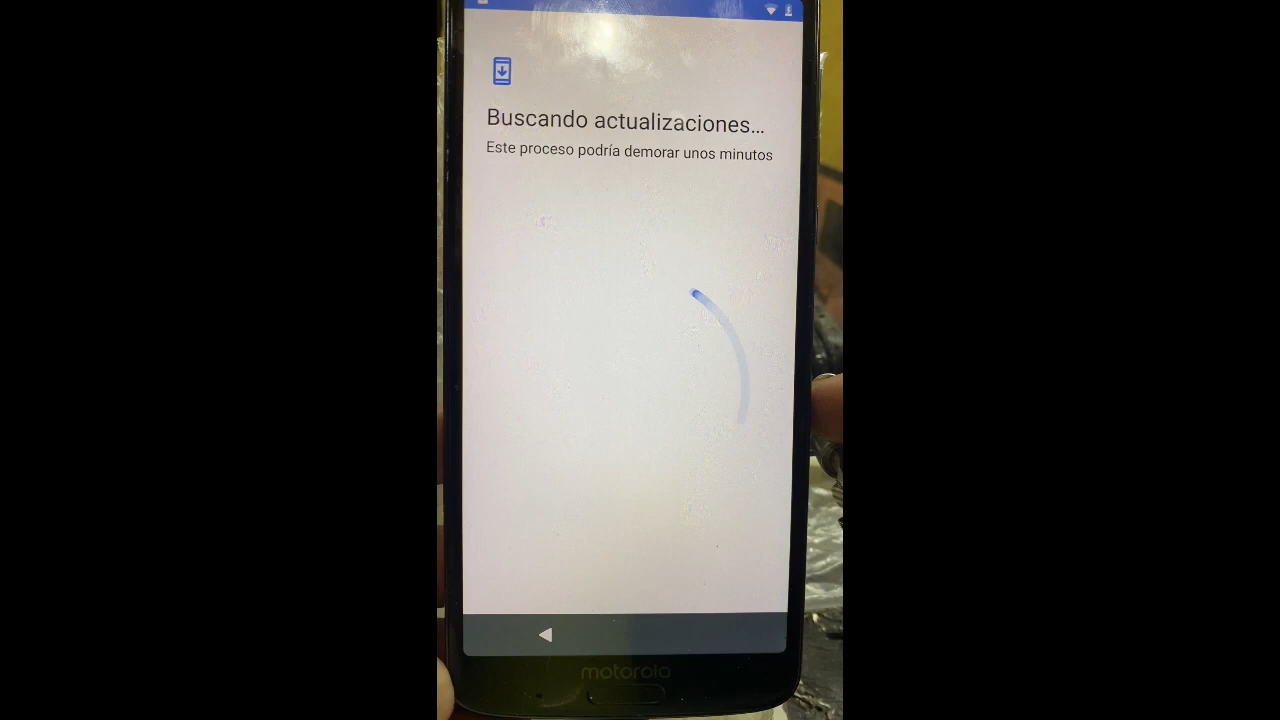 Buscando actualizaciones...
Este proceso podría demorar unos minutos
motorola